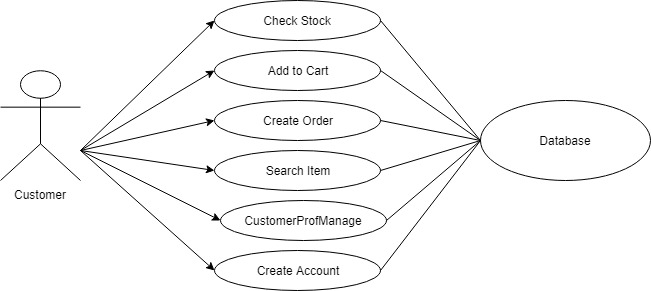 Check Stock
Add to Cart
Create Order
Database
Search Item
Customer
CustomerProfManage
Create Account